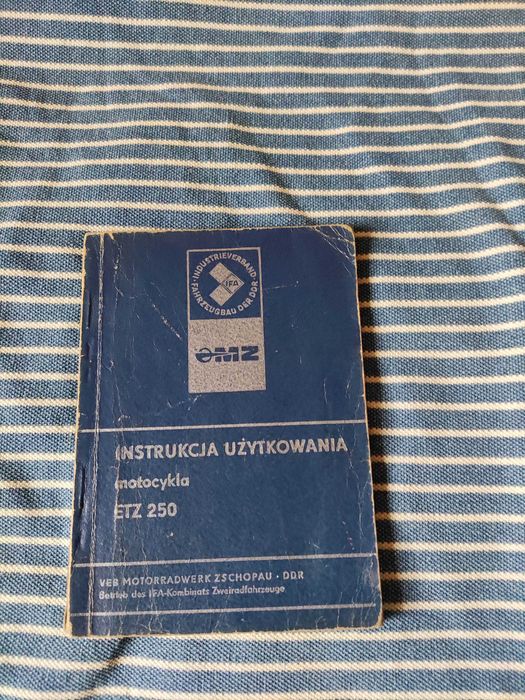 INDUSTRIEVERBAND
FAHRZEUGBAU DER DDR
IFA
MZ
INSTRUKCJA UŻYTKOWANIA
motocykla
ETZ 250
VEB MOTORRADWERK ZSCHOPAU · DDR
Betrieb des IFA-Kombinats Zweiradfahrzeuge